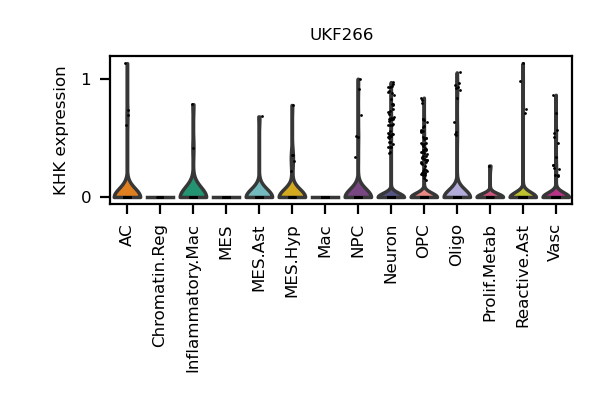 UKF266
KHK expression
1
0
AC
Chromatin.Reg
Inflammatory.Mac
MES
MES.Ast
MES.Hyp
Mac
NPC
Neuron
OPC
Oligo
Prolif.Metab
Reactive.Ast
Vasc